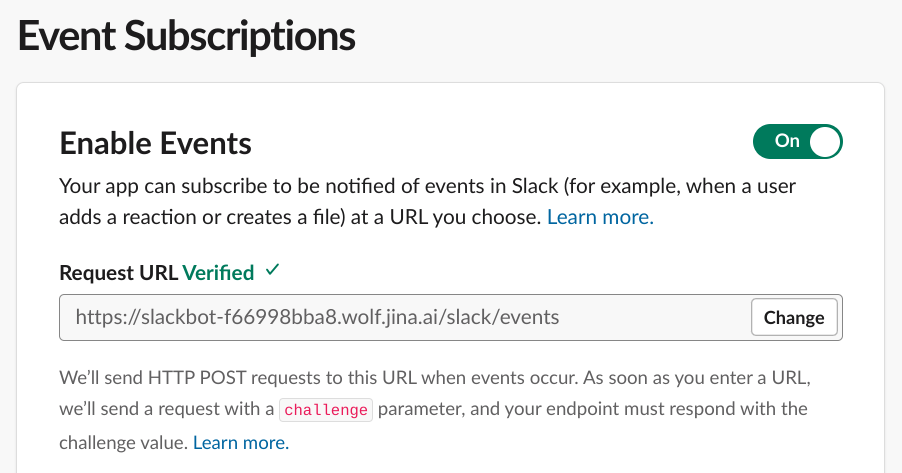 Event Subscriptions
Enable Events
On
Your app can subscribe to be notified of events in Slack (for example, when a user
adds a reaction or creates a file) at a URL you choose. Learn more.
Request URL Verified ✓
https://slackbot-f66998bba8.wolf.jina.ai/slack/events
Change
We’ll send HTTP POST requests to this URL when events occur. As soon as you enter a URL,
we’ll send a request with a challenge parameter, and your endpoint must respond with the
challenge value. Learn more.